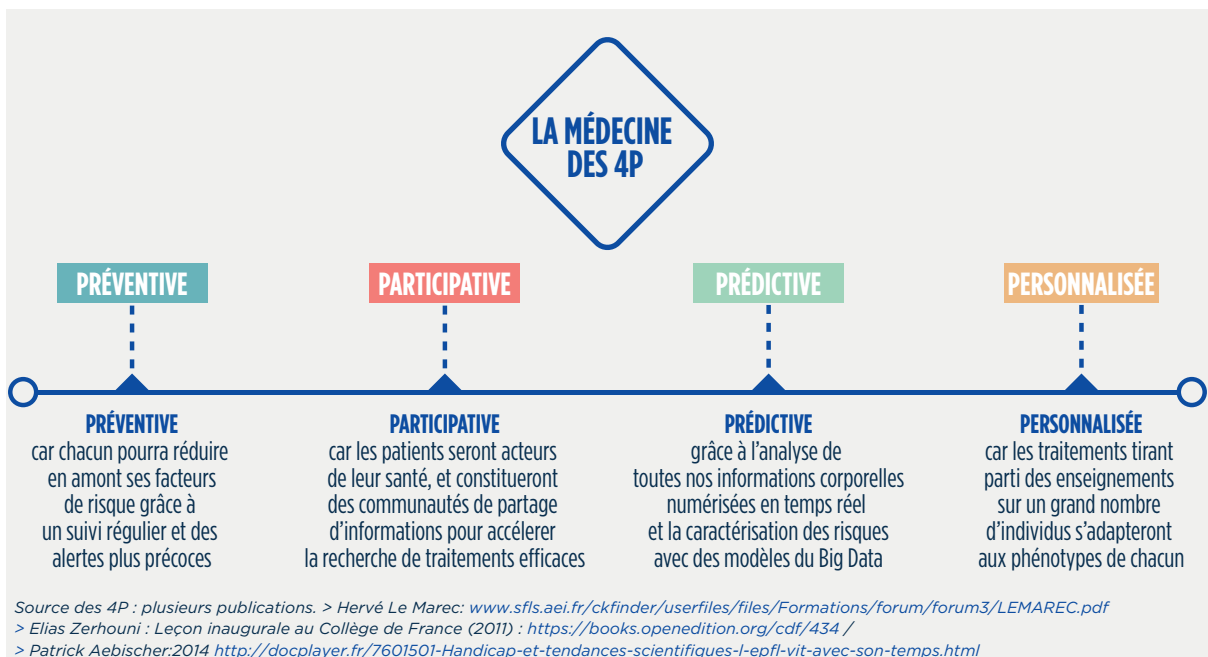 LA MÉDECINE
DES 4P
PRÉVENTIVE
PARTICIPATIVE
PRÉDICTIVE
PERSONNALISÉE
PRÉVENTIVE
car chacun pourra réduire
en amont ses facteurs
de risque grâce à
un suivi régulier et des
alertes plus précoces
PARTICIPATIVE
car les patients seront acteurs
de leur santé, et constitueront
des communautés de partage
d'informations pour accélérer
la recherche de traitements efficaces
PRÉDICTIVE
grâce à l'analyse de
toutes nos informations corporelles
numérisées en temps réel
et la caractérisation des risques
avec des modèles du Big Data
PERSONNALISÉE
car les traitements tirant
parti des enseignements
sur un grand nombre
d'individus s'adapteront
aux phénotypes de chacun
Source des 4P : plusieurs publications. > Hervé Le Marec: www.sfls.aei.fr/ckfinder/userfiles/files/Formations/forum/forum3/LEMAREC.pdf
> Elias Zerhouni : Leçon inaugurale au Collège de France (2011) : https://books.openedition.org/cdf/434 /
> Patrick Aebischer:2014 http://docplayer.fr/7601501-Handicap-et-tendances-scientifiques-l-epfl-vit-avec-son-temps.html